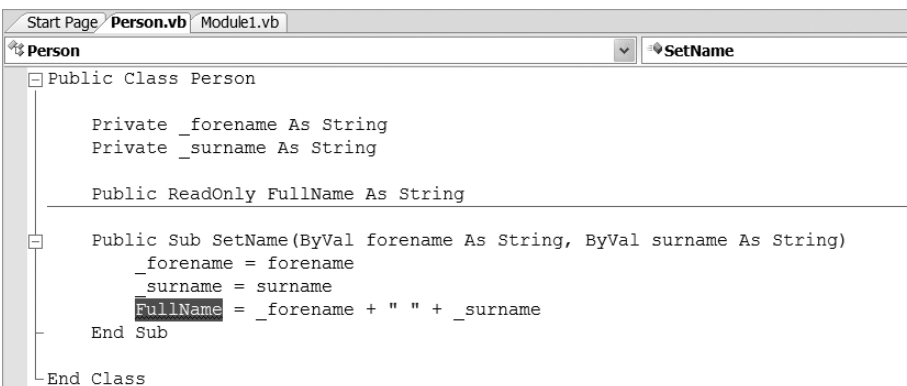 Start Page Person.vb Module1.vb
Person SetName
Public Class Person
Private _forename As String
Private _surname As String
Public ReadOnly FullName As String
Public Sub SetName(ByVal forename As String, ByVal surname As String)
_forename = forename
_surname = surname
FullName = _forename + " " + _surname
End Sub
End Class